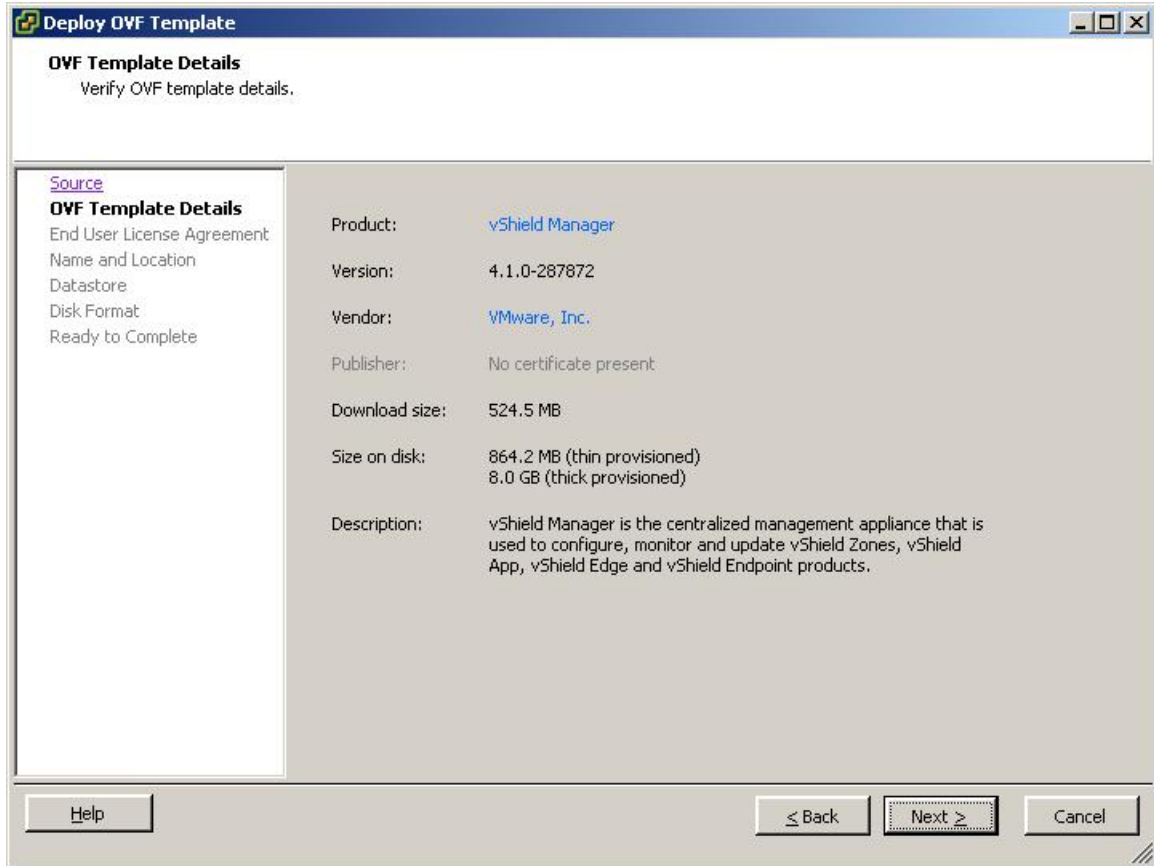 Deploy OVF Template
OVF Template Details
Verify OVF template details.
Source
OVF Template Details
End User License Agreement
Name and Location
Datastore
Disk Format
Ready to Complete
Product: vShield Manager
Version: 4.1.0-287872
Vendor: VMware, Inc.
Publisher: No certificate present
Download size: 524.5 MB
Size on disk: 864.2 MB (thin provisioned)
8.0 GB (thick provisioned)
Description: vShield Manager is the centralized management appliance that is
used to configure, monitor and update vShield Zones, vShield
App, vShield Edge and vShield Endpoint products.
Help
< Back
Next >
Cancel